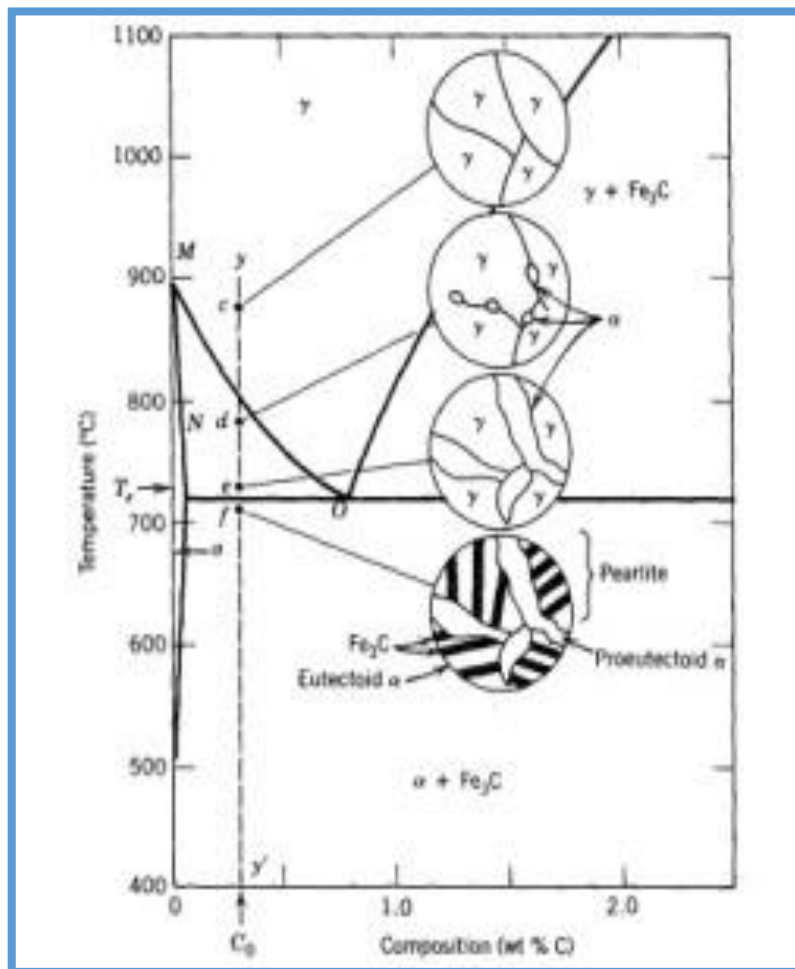 1100
γ
γ
γ
1000
γ
γ
γ + Fe₃C
M
y
γ
γ
900
c
γ
γ
α
800
N
d
γ
γ
Temperature (°C)
Tₑ
e
γ
γ
O
700
f
α
Pearlite
600
Fe₃C
Proeutectoid α
Eutectoid α
500
α + Fe₃C
400
y'
0
1.0
2.0
C₀
Composition (wt % C)